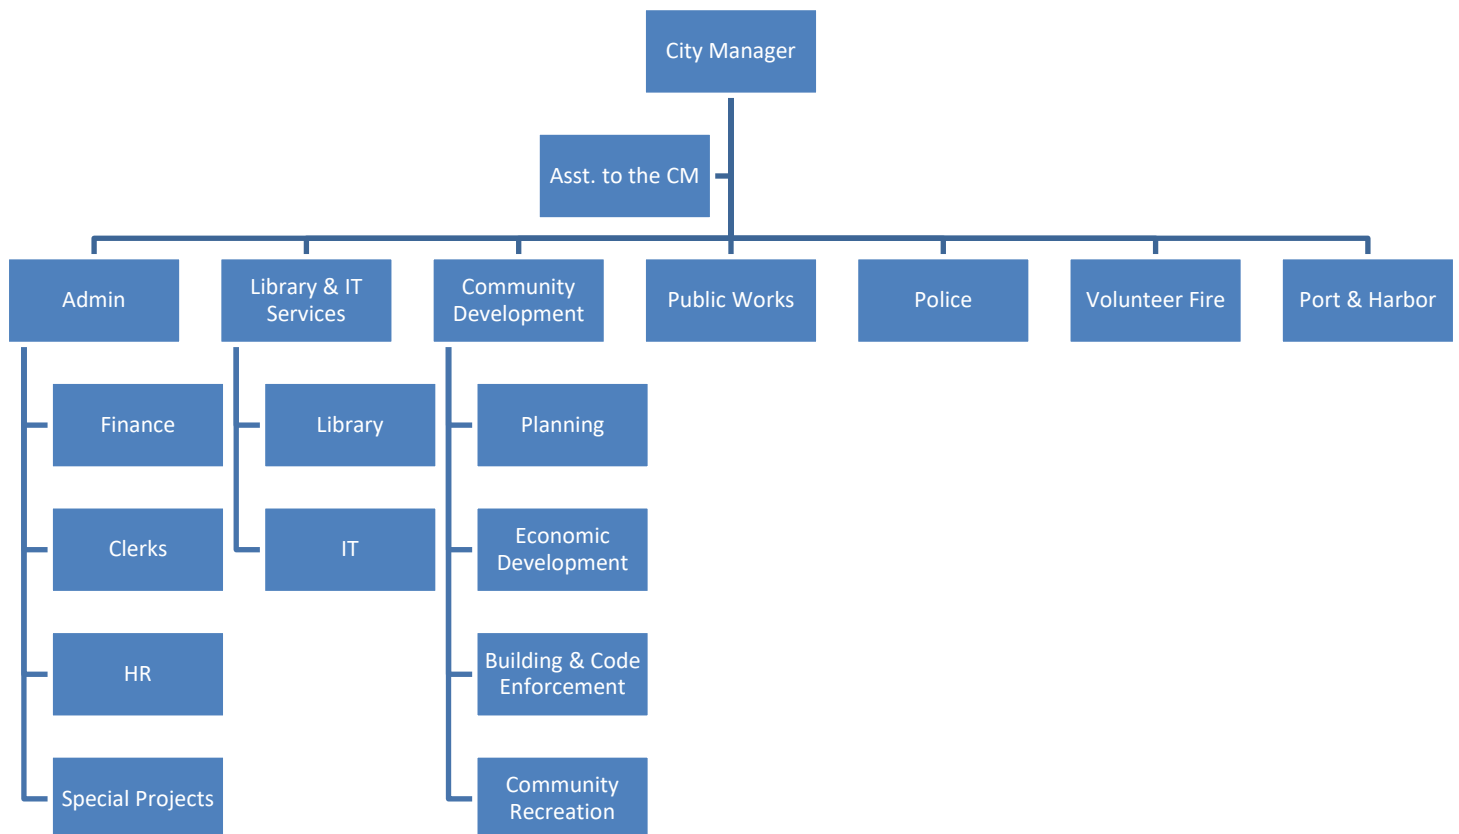 City Manager
Asst. to the CM
Admin
Library & IT
Services
Community
Development
Public Works
Police
Volunteer Fire
Port & Harbor
Finance
Clerks
HR
Special Projects
Library
IT
Planning
Economic
Development
Building & Code
Enforcement
Community
Recreation